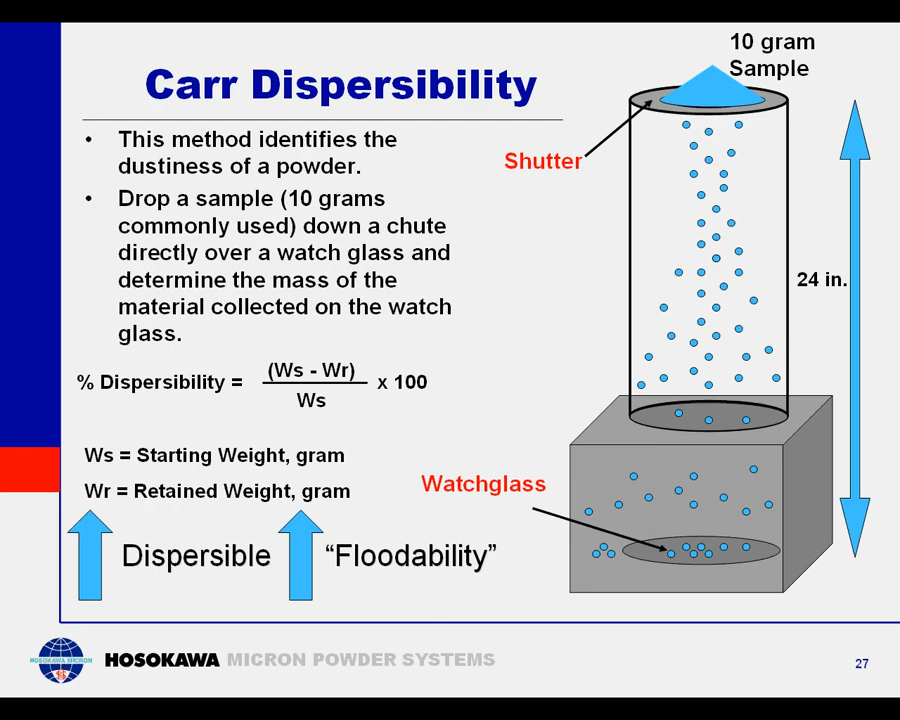 10 gram
Sample
Carr Dispersibility
• This method identifies the
dustiness of a powder.
• Drop a sample (10 grams
commonly used) down a chute
directly over a watch glass and
determine the mass of the
material collected on the watch
glass.
Shutter
24 in.
% Dispersibility = (Ws - Wr) x 100
Ws
Ws = Starting Weight, gram
Wr = Retained Weight, gram
Watchglass
Dispersible “Floodability”
HOSOKAWA MICRON
HOSOKAWA MICRON POWDER SYSTEMS
27